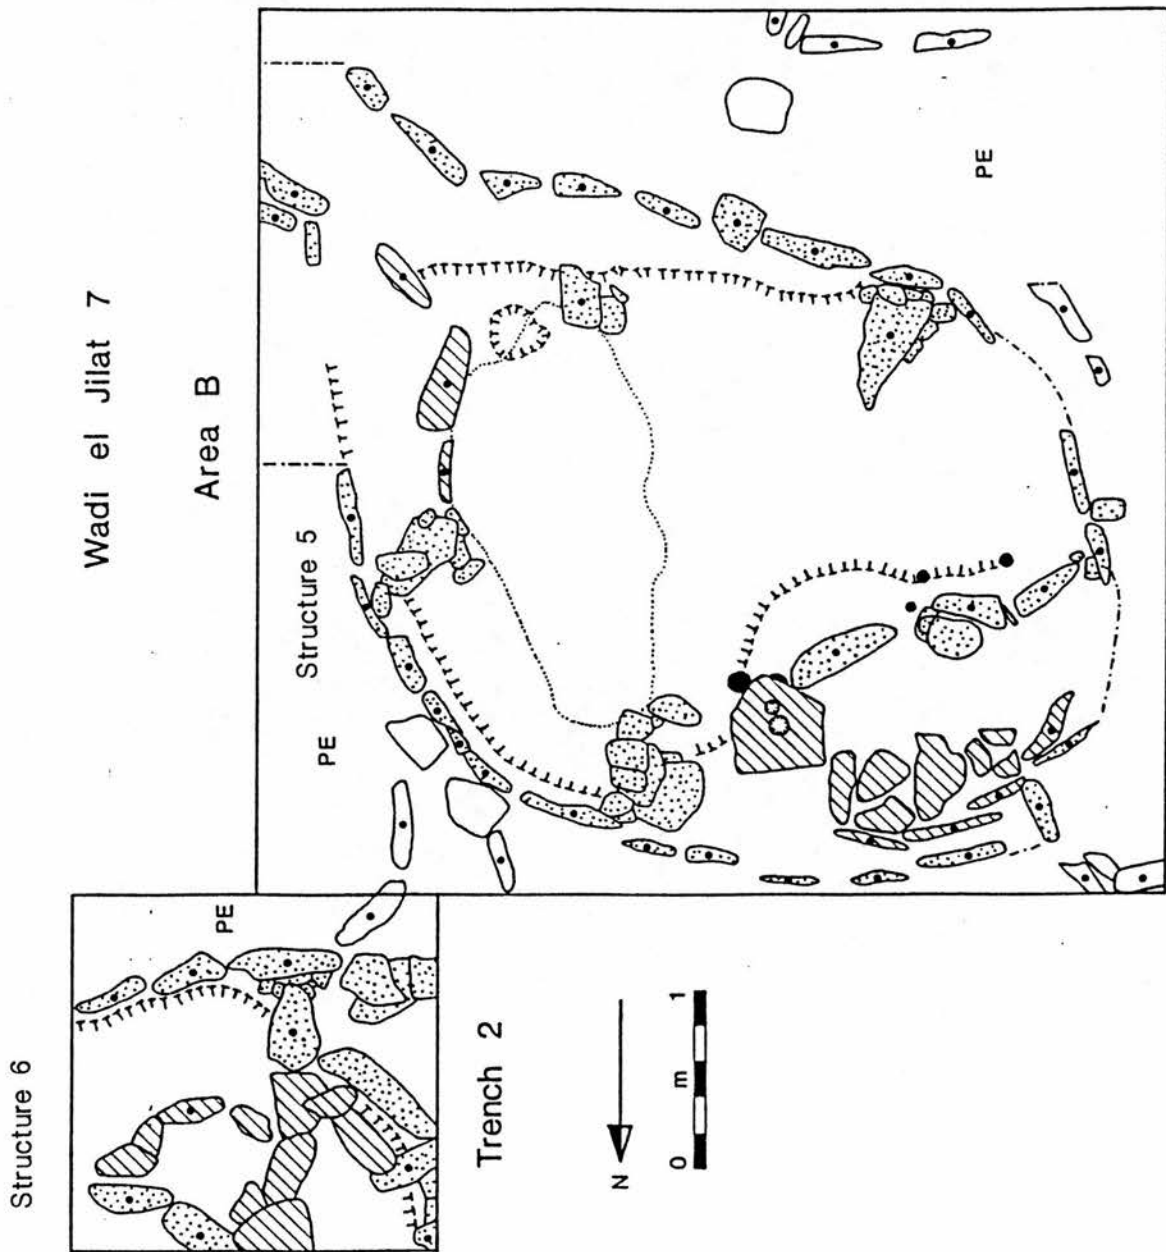 Wadi el Jilat 7
Area B
Structure 5
PE
PE
Structure 6
PE
Trench 2
N
0 m 1